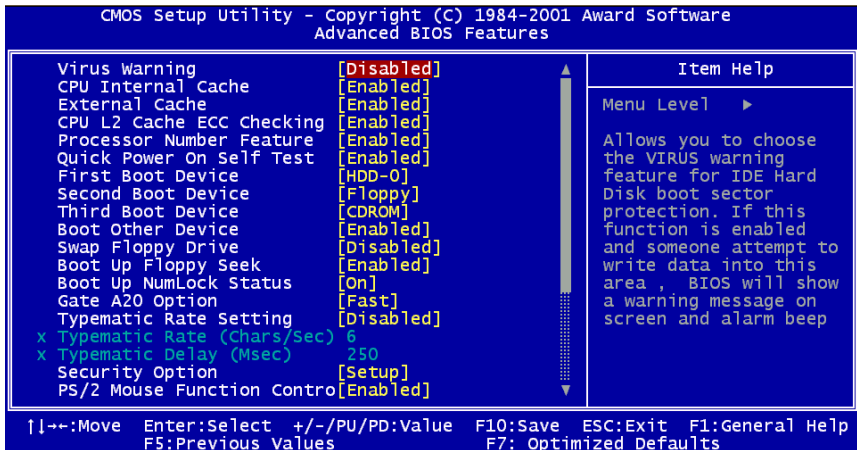 CMOS Setup Utility - Copyright (C) 1984-2001 Award Software
Advanced BIOS Features
Virus Warning [Disabled]
CPU Internal Cache [Enabled]
External Cache [Enabled]
CPU L2 Cache ECC Checking [Enabled]
Processor Number Feature [Enabled]
Quick Power On Self Test [Enabled]
First Boot Device [HDD-0]
Second Boot Device [Floppy]
Third Boot Device [CDROM]
Boot Other Device [Enabled]
Swap Floppy Drive [Disabled]
Boot Up Floppy Seek [Enabled]
Boot Up NumLock Status [On]
Gate A20 Option [Fast]
Typematic Rate Setting [Disabled]
x Typematic Rate (Chars/Sec) 6
x Typematic Delay (Msec) 250
Security Option [Setup]
PS/2 Mouse Function Contro[Enabled]
Item Help
Menu Level ▶
Allows you to choose
the VIRUS warning
feature for IDE Hard
Disk boot sector
protection. If this
function is enabled
and someone attempt to
write data into this
area , BIOS will show
a warning message on
screen and alarm beep
↑↓→←:Move Enter:Select +/-/PU/PD:Value F10:Save ESC:Exit F1:General Help
F5:Previous Values F7: Optimized Defaults